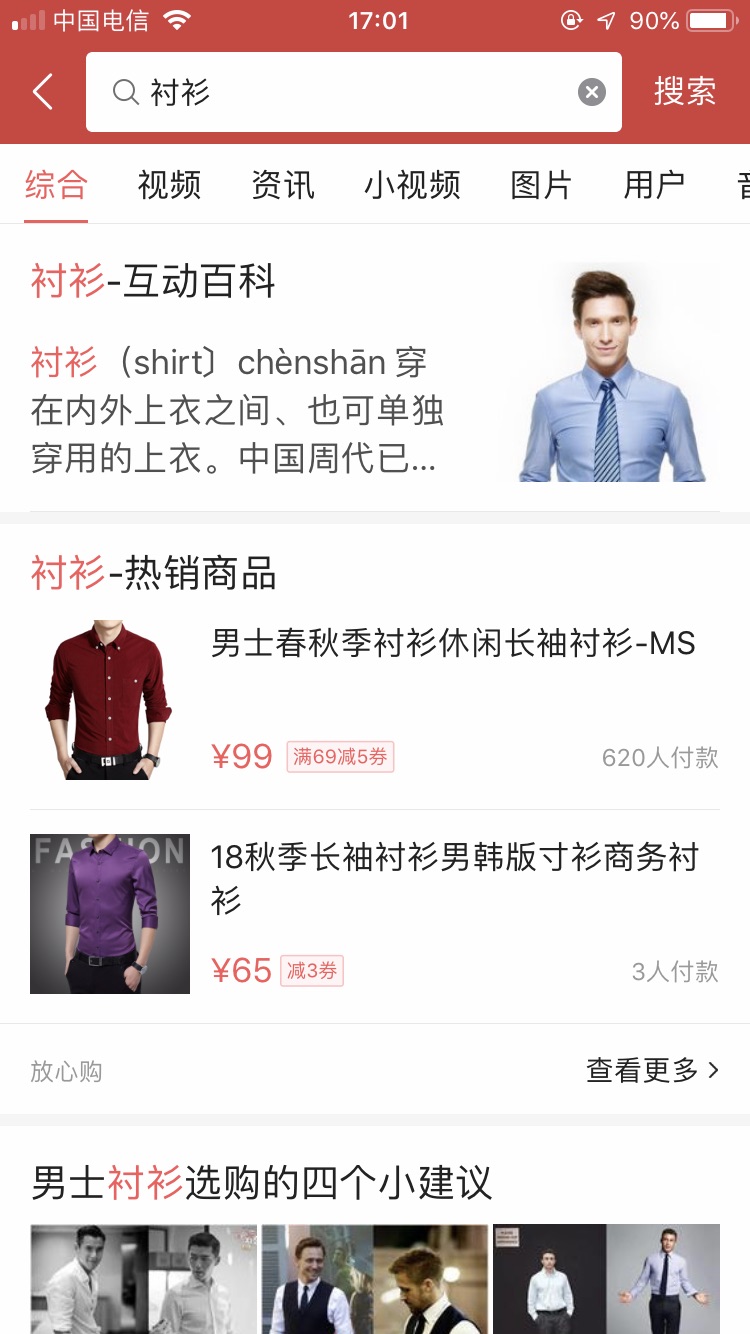 中国电信 17:01 90%
衬衫 搜索
综合 视频 资讯 小视频 图片 用户
衬衫-互动百科
衬衫（shirt〕chènshān 穿
在内外上衣之间、也可单独
穿用的上衣。中国周代已...
衬衫-热销商品
男士春秋季衬衫休闲长袖衬衫-MS
¥99 满69减5券 620人付款
FASHION
18秋季长袖衬衫男韩版寸衫商务衬
衫
¥65 减3券 3人付款
放心购 查看更多
男士衬衫选购的四个小建议